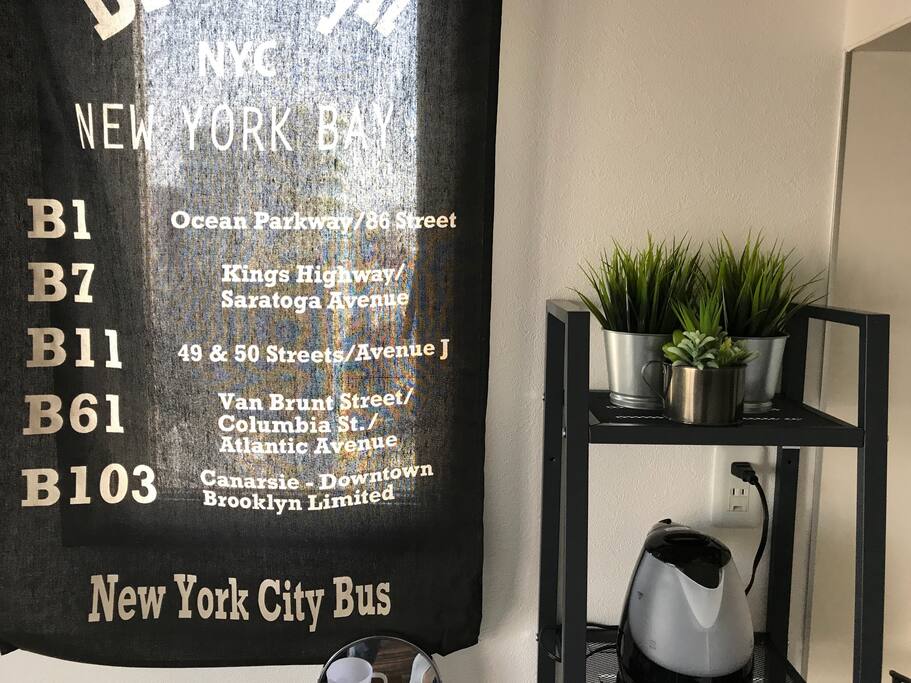 NYC
NEW YORK BAY
B1 Ocean Parkway/86 Street
B7 Kings Highway/
Saratoga Avenue
B11 49 & 50 Streets/Avenue J
B61 Van Brunt Street/
Columbia St./
Atlantic Avenue
B103 Canarsie - Downtown
Brooklyn Limited
New York City Bus